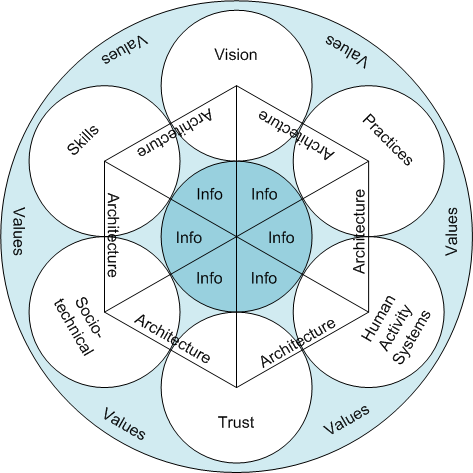 Values
Values
Vision
Skills
Practices
Architecture
Architecture
Info
Info
Architecture
Architecture
Values
Values
Info
Info
Info
Info
Socio-
technical
Human
Activity
Systems
Architecture
Architecture
Values
Values
Trust